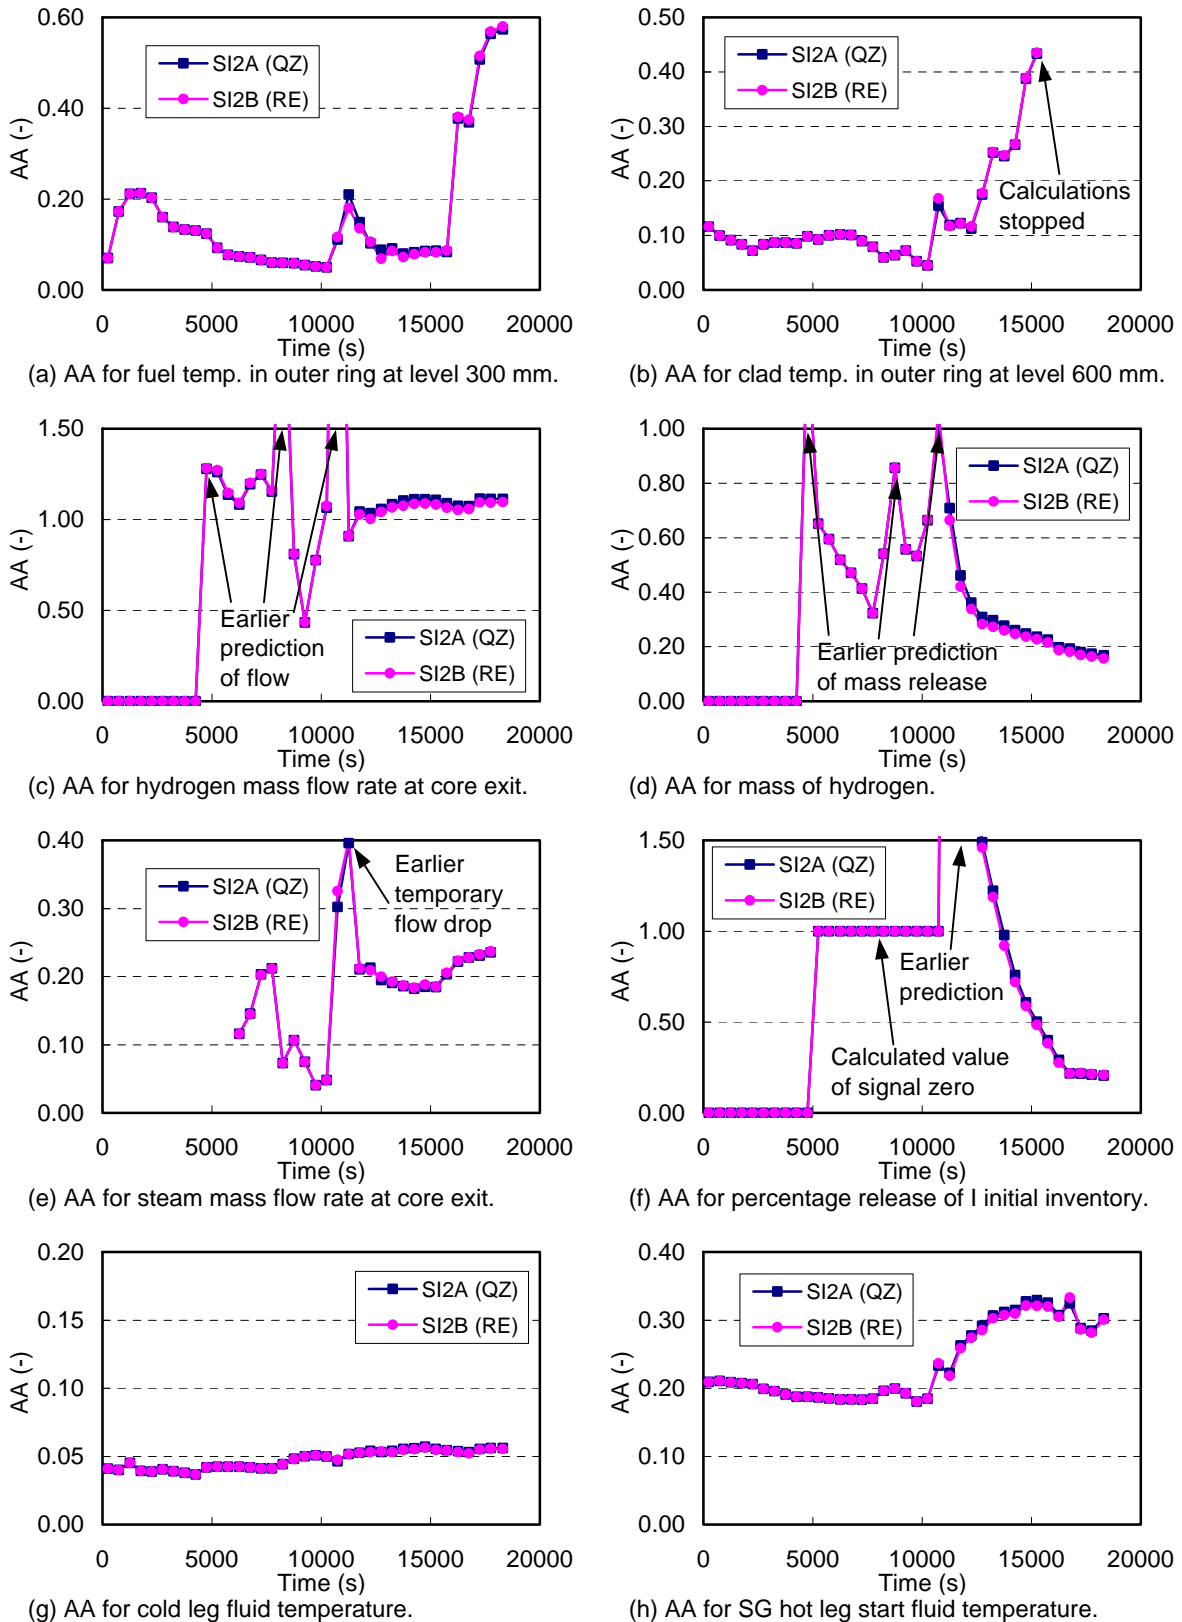 0.60
0.40
0.20
0.00
AA (-)
SI2A (QZ)
SI2B (RE)
0 5000 10000 15000 20000
Time (s)
(a) AA for fuel temp. in outer ring at level 300 mm.
0.50
0.40
0.30
0.20
0.10
0.00
AA (-)
SI2A (QZ)
SI2B (RE)
Calculations
stopped
0 5000 10000 15000 20000
Time (s)
(b) AA for clad temp. in outer ring at level 600 mm.
1.50
1.00
0.50
0.00
AA (-)
Earlier
prediction
of flow
SI2A (QZ)
SI2B (RE)
0 5000 10000 15000 20000
Time (s)
(c) AA for hydrogen mass flow rate at core exit.
1.00
0.80
0.60
0.40
0.20
0.00
AA (-)
SI2A (QZ)
SI2B (RE)
Earlier prediction
of mass release
0 5000 10000 15000 20000
Time (s)
(d) AA for mass of hydrogen.
0.40
0.30
0.20
0.10
0.00
AA (-)
SI2A (QZ)
SI2B (RE)
Earlier
temporary
flow drop
0 5000 10000 15000 20000
Time (s)
(e) AA for steam mass flow rate at core exit.
1.50
1.00
0.50
0.00
AA (-)
SI2A (QZ)
SI2B (RE)
Earlier
prediction
Calculated value
of signal zero
0 5000 10000 15000 20000
Time (s)
(f) AA for percentage release of I initial inventory.
0.20
0.15
0.10
0.05
0.00
AA (-)
SI2A (QZ)
SI2B (RE)
0 5000 10000 15000 20000
Time (s)
(g) AA for cold leg fluid temperature.
0.40
0.30
0.20
0.10
0.00
AA (-)
SI2A (QZ)
SI2B (RE)
0 5000 10000 15000 20000
Time (s)
(h) AA for SG hot leg start fluid temperature.